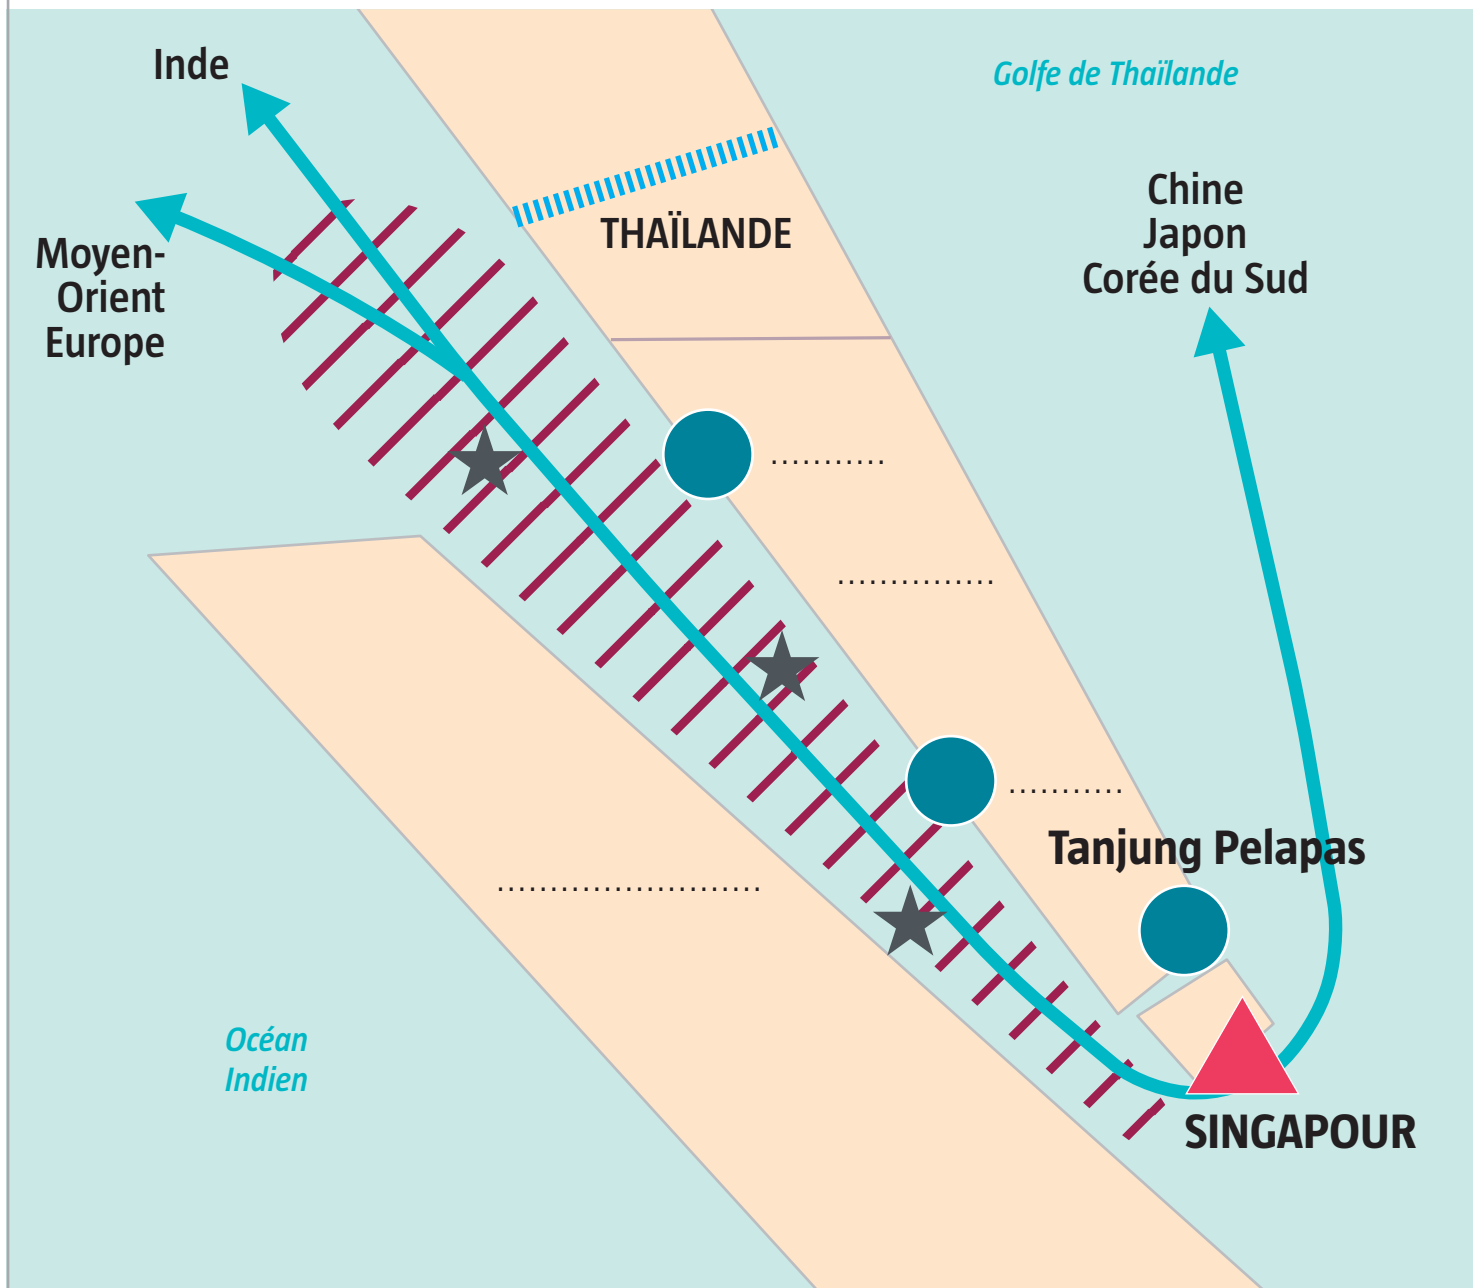 Inde
Golfe de Thaïlande
Moyen-
Orient
Europe
THAÏLANDE
Chine
Japon
Corée du Sud
...........
...............
...........
Tanjung Pelapas
.........................
Océan
Indien
SINGAPOUR